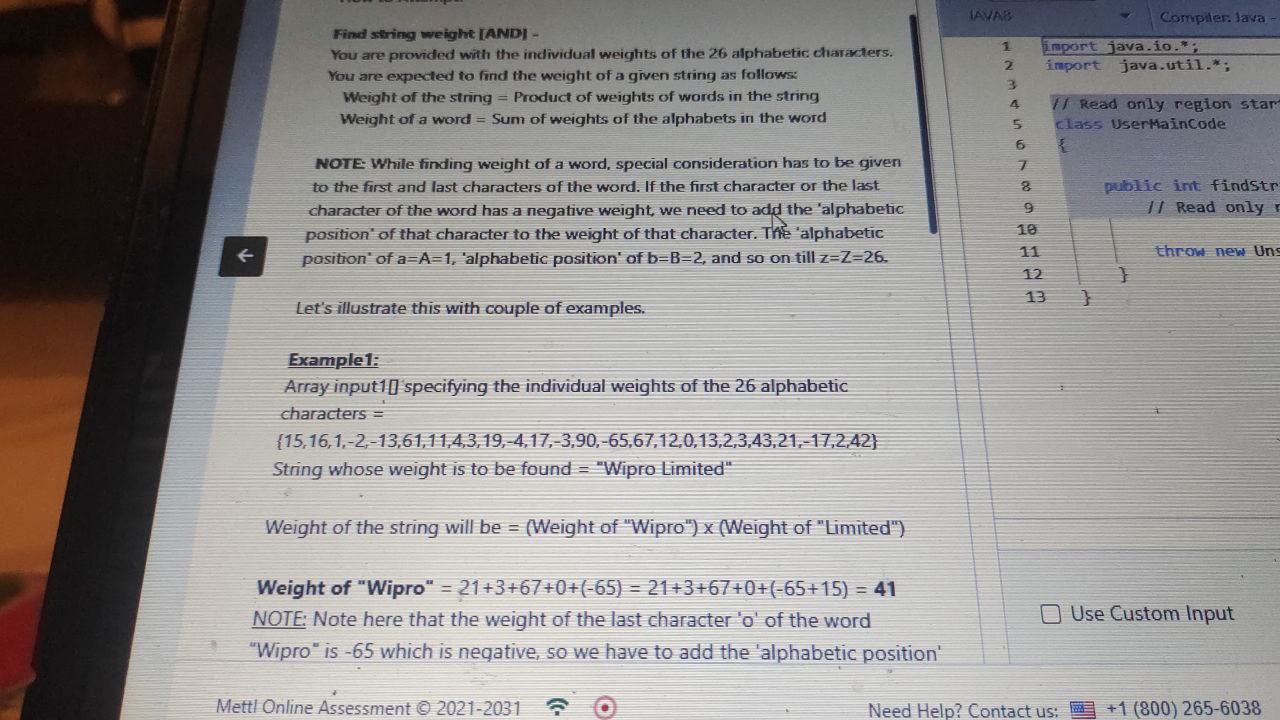 Find string weight [AND] -
You are provided with the individual weights of the 26 alphabetic characters.
You are expected to find the weight of a given string as follows:
Weight of the string = Product of weights of words in the string
Weight of a word = Sum of weights of the alphabets in the word
NOTE: While finding weight of a word, special consideration has to be given
to the first and last characters of the word. If the first character or the last
character of the word has a negative weight, we need to add the 'alphabetic
position' of that character to the weight of that character. The 'alphabetic
position' of a=A=1, 'alphabetic position' of b=B=2, and so on till z=Z=26.
Let's illustrate this with couple of examples.
Example1:
Array input1[] specifying the individual weights of the 26 alphabetic
characters =
{15,16,1,-2,-13,61,11,4,3,19,-4,17,-3,90,-65,67,12,0,13,2,3,43,21,-17,2,42}
String whose weight is to be found = "Wipro Limited"
Weight of the string will be = (Weight of "Wipro") x (Weight of "Limited")
Weight of "Wipro" = 21+3+67+0+(-65) = 21+3+67+0+(-65+15) = 41
NOTE: Note here that the weight of the last character 'o' of the word
"Wipro" is -65 which is negative, so we have to add the 'alphabetic position'
Mettl Online Assessment © 2021-2031
JAVA8 Compiler: Java -
1 import java.io.*;
2 import java.util.*;
3
4 // Read only region star
5 class UserMainCode
6 {
7
8 public int findStr
9 // Read only r
10
11 throw new Uns
12 }
13 }
Use Custom Input
Need Help? Contact us: +1 (800) 265-6038